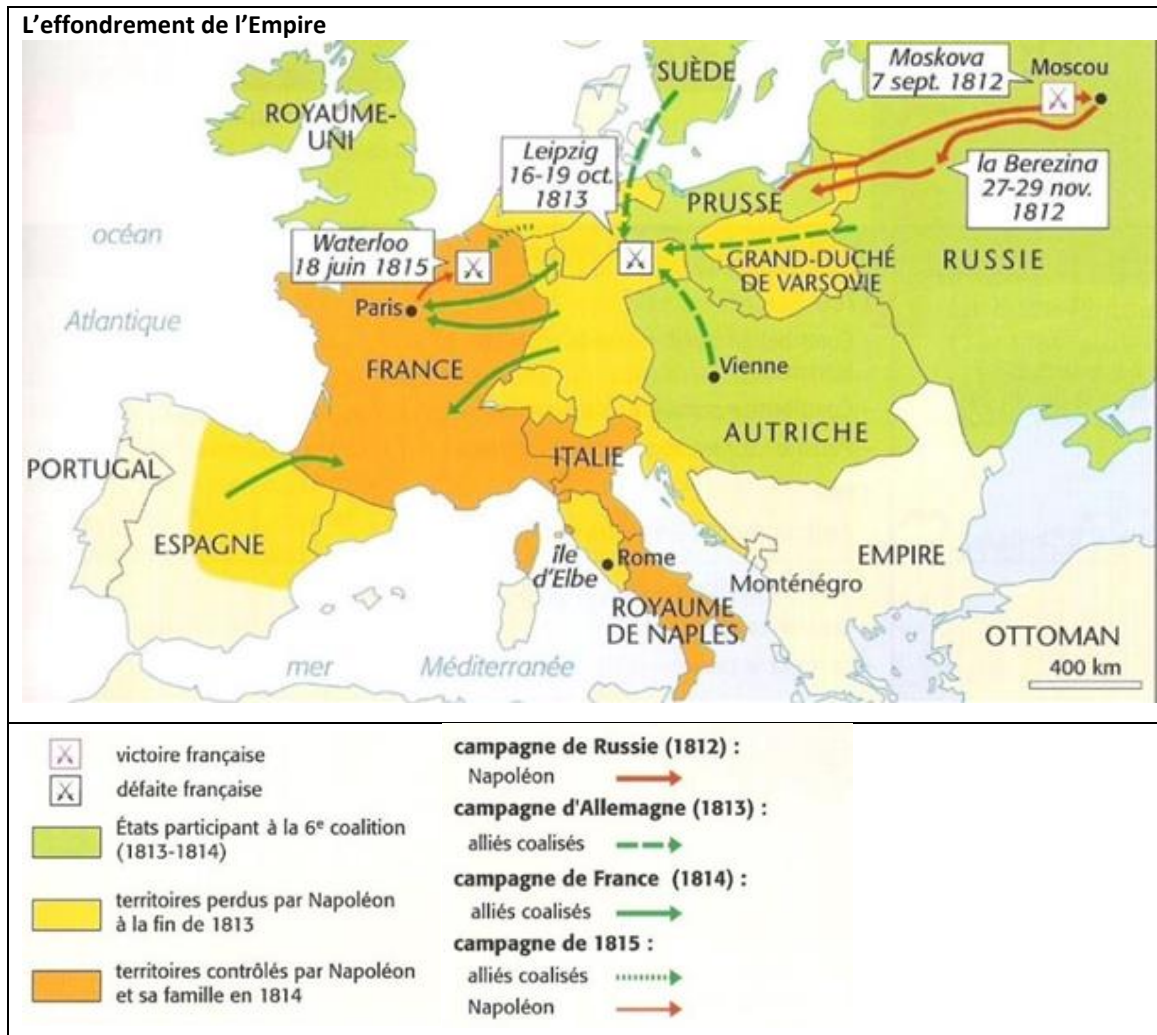 L'effondrement de l'Empire
SUÈDE
Moskova
7 sept. 1812
Moscou
ROYAUME-
UNI
Leipzig
16-19 oct.
1813
la Berezina
27-29 nov.
1812
PRUSSE
océan
Atlantique
Waterloo
18 juin 1815
GRAND-DUCHÉ
DE VARSOVIE
RUSSIE
Paris
FRANCE
Vienne
AUTRICHE
ITALIE
PORTUGAL
ESPAGNE
île
d'Elbe
Rome
EMPIRE
Monténégro
ROYAUME
DE NAPLES
OTTOMAN
mer
Méditerranée
400 km
victoire française
défaite française
États participant à la 6e coalition
(1813-1814)
territoires perdus par Napoléon
à la fin de 1813
territoires contrôlés par Napoléon
et sa famille en 1814
campagne de Russie (1812) :
Napoléon
campagne d'Allemagne (1813) :
alliés coalisés
campagne de France (1814) :
alliés coalisés
campagne de 1815 :
alliés coalisés
Napoléon